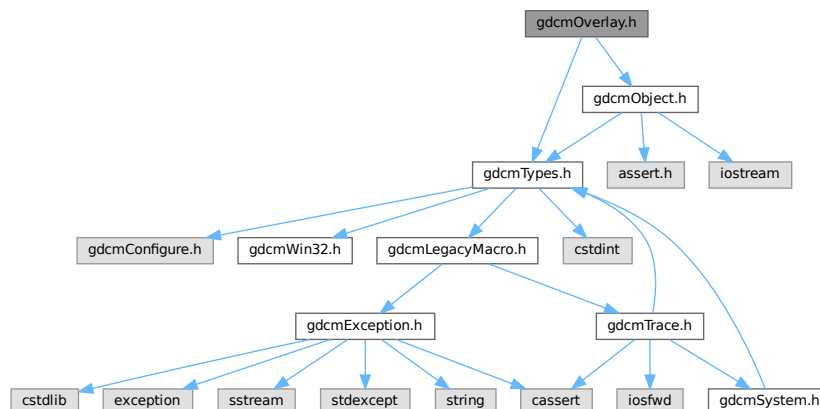 gdcmOverlay.h
gdcmObject.h
gdcmTypes.h
assert.h
iostream
gdcmConfigure.h
gdcmWin32.h
gdcmLegacyMacro.h
cstdint
gdcmException.h
gdcmTrace.h
cstdlib
exception
sstream
stdexcept
string
cassert
iosfwd
gdcmSystem.h